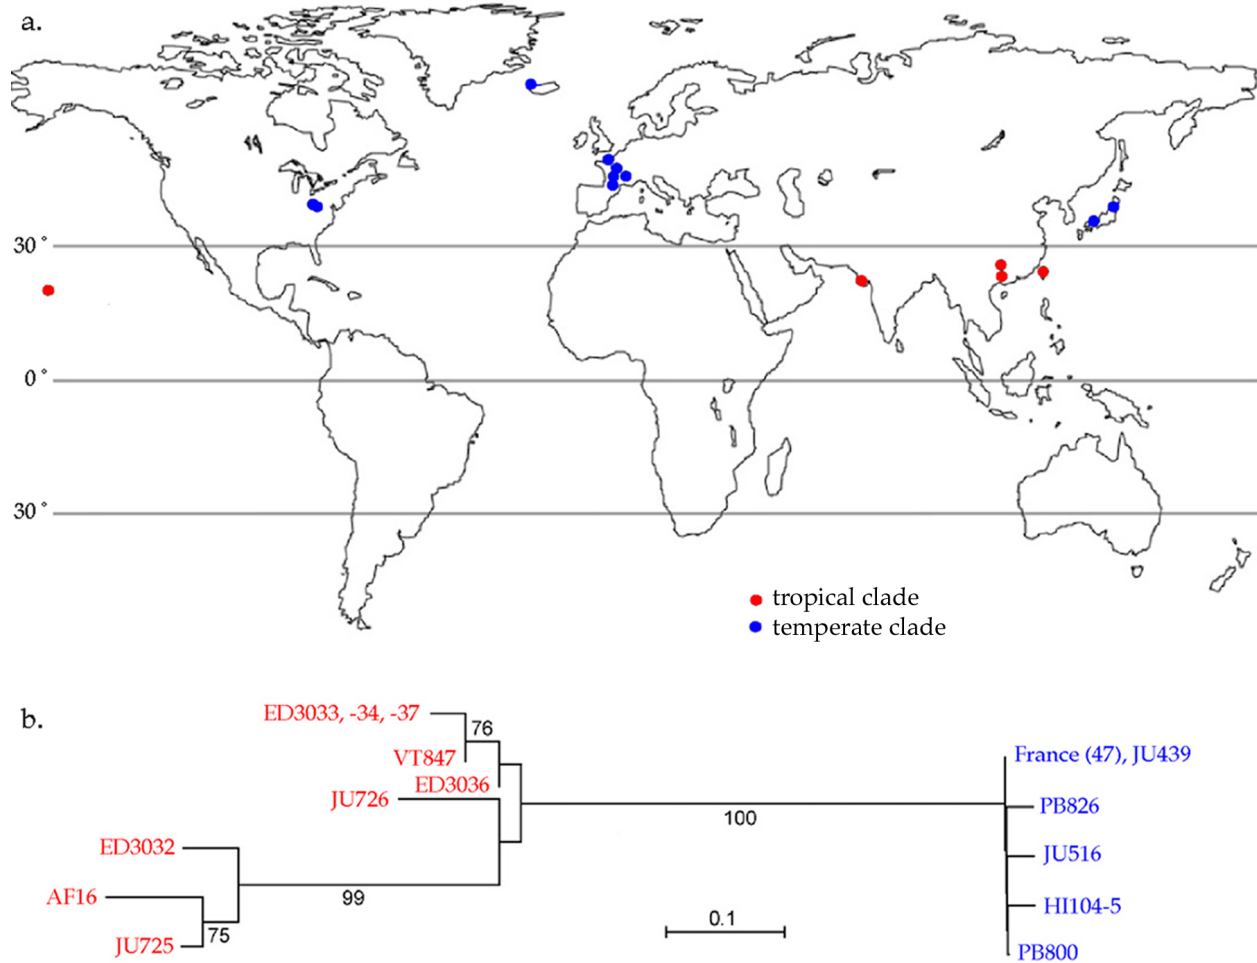 a.
30°
0°
30°
tropical clade
temperate clade
b.
ED3033, -34, -37
76
VT847
ED3036
JU726
France (47), JU439
PB826
100
ED3032
JU516
99
AF16
HI104-5
0.1
75
JU725
PB800